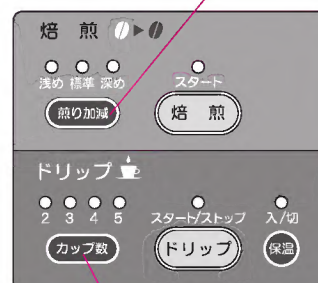 焙 煎
浅め 標準 深め
スタート
煎り加減
焙 煎
ドリップ
2 3 4 5
スタート/ストップ
入/切
カップ数
ドリップ
保温